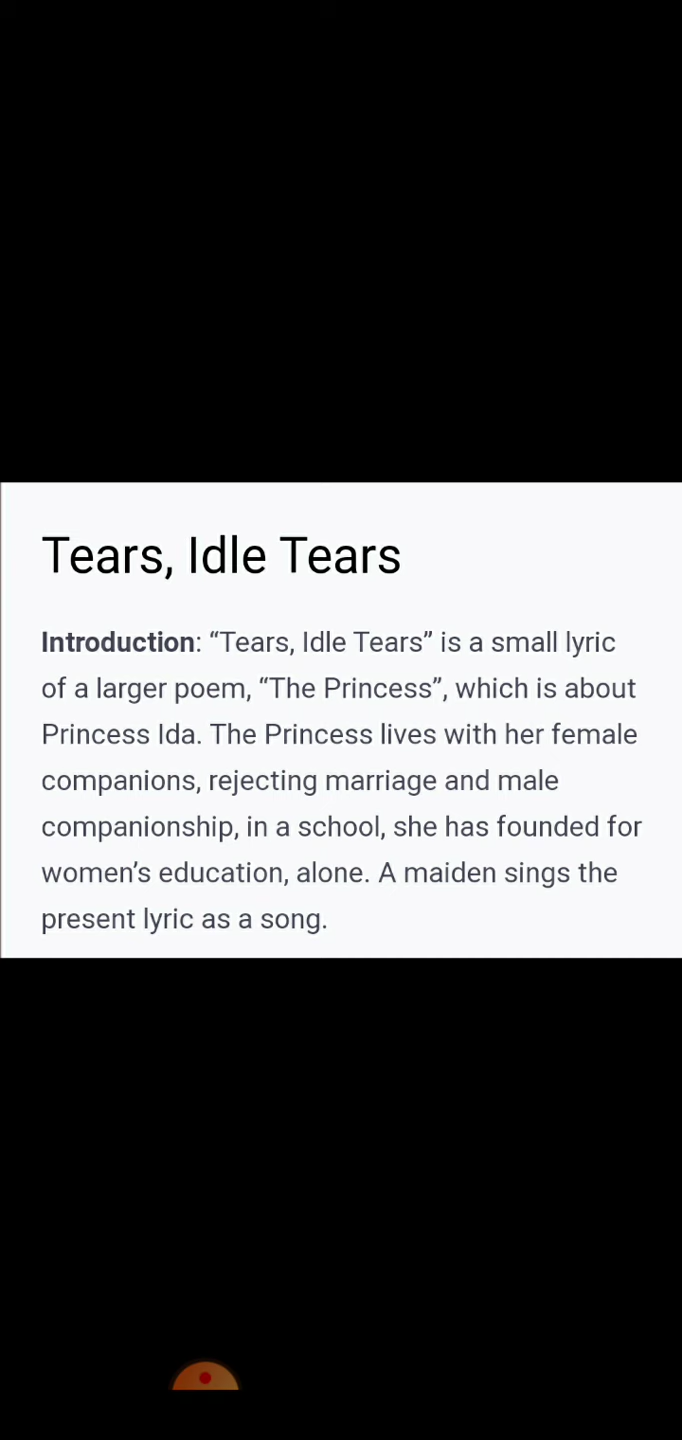 Tears, Idle Tears
Introduction: “Tears, Idle Tears” is a small lyric
of a larger poem, “The Princess”, which is about
Princess Ida. The Princess lives with her female
companions, rejecting marriage and male
companionship, in a school, she has founded for
women’s education, alone. A maiden sings the
present lyric as a song.